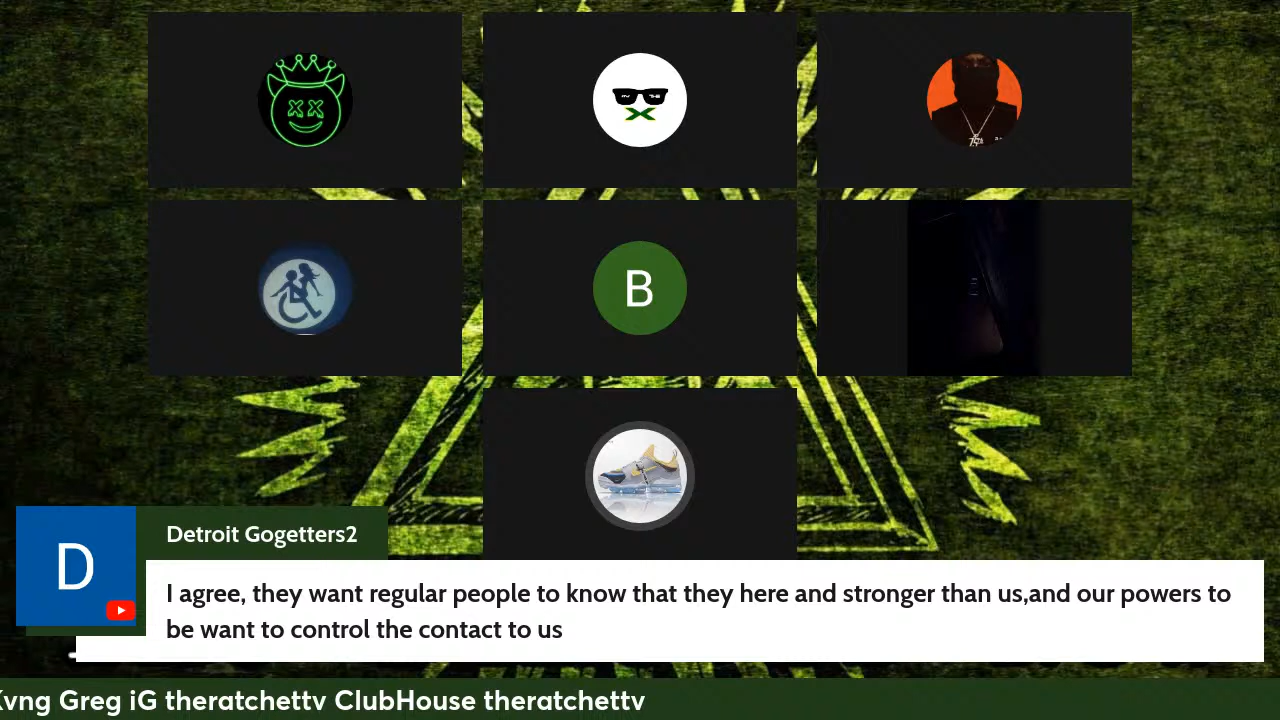 B
D
Detroit Gogetters2
I agree, they want regular people to know that they here and stronger than us,and our powers to
be want to control the contact to us
Kvng Greg iG theratchettv ClubHouse theratchettv